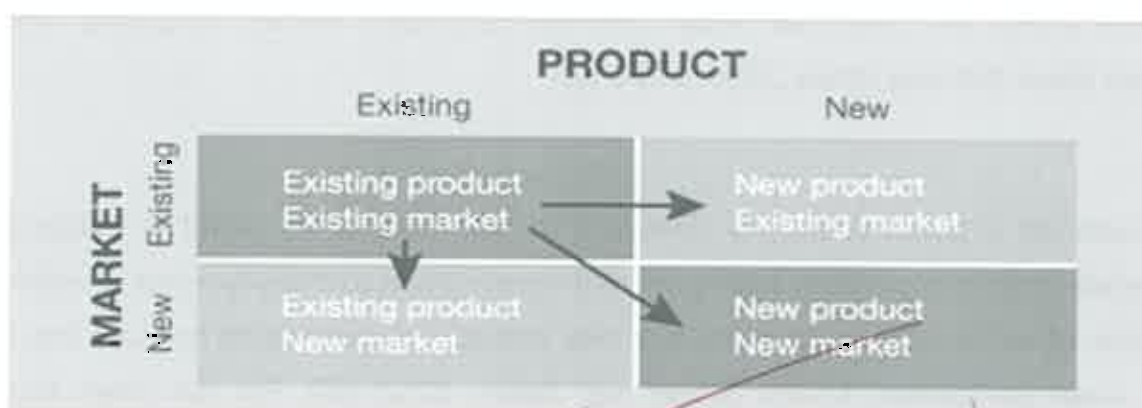 PRODUCT
Existing
New
MARKET
Existing
New
Existing product
Existing market
New product
Existing market
Existing product
New market
New product
New market